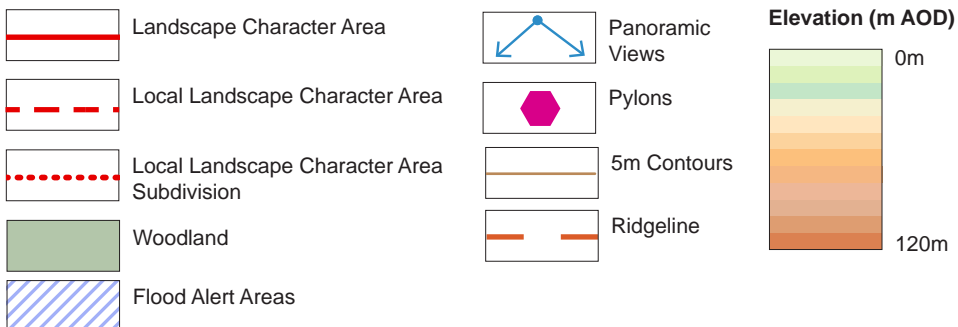 Landscape Character Area
Local Landscape Character Area
Local Landscape Character Area
Subdivision
Woodland
Flood Alert Areas
Panoramic
Views
Pylons
5m Contours
Ridgeline
Elevation (m AOD)
0m
120m